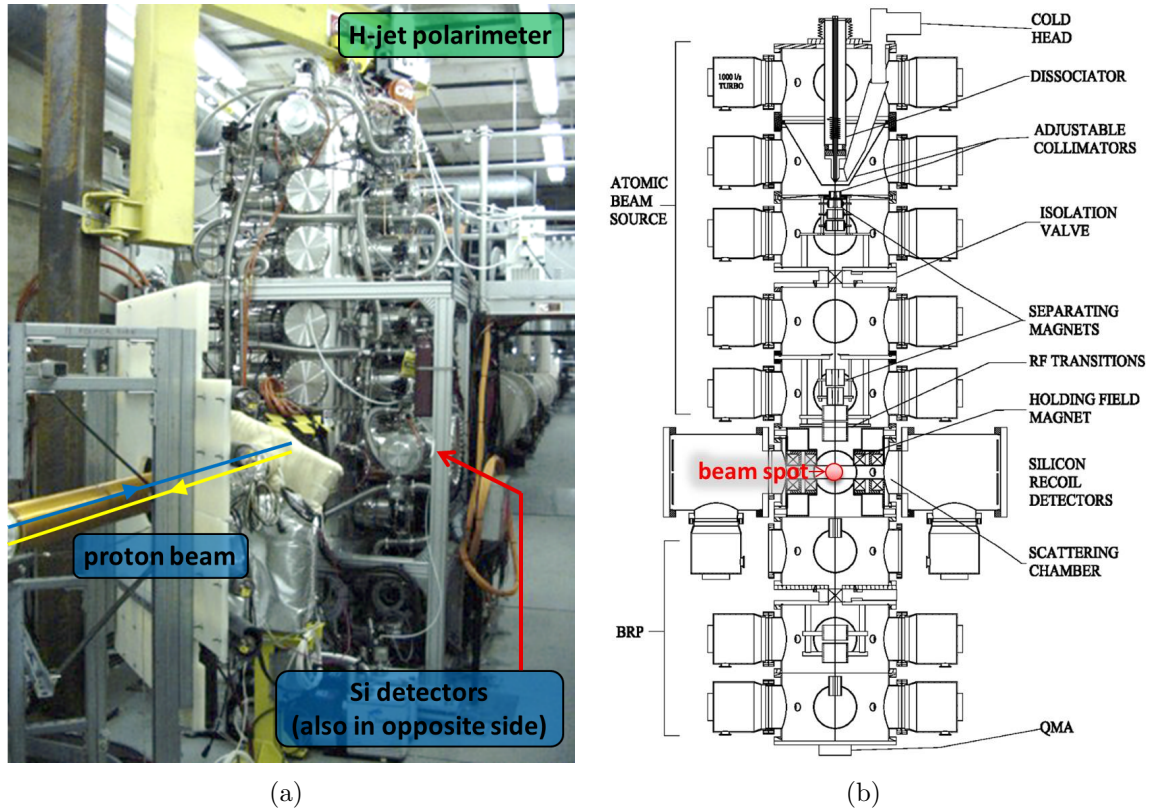 H-jet polarimeter
proton beam
Si detectors
(also in opposite side)
(a)
COLD
HEAD
1000 l/s
TURBO
DISSOCIATOR
ADJUSTABLE
COLLIMATORS
ATOMIC
BEAM
SOURCE
ISOLATION
VALVE
SEPARATING
MAGNETS
RF TRANSITIONS
HOLDING FIELD
MAGNET
beam spot
SILICON
RECOIL
DETECTORS
SCATTERING
CHAMBER
BRP
QMA
(b)